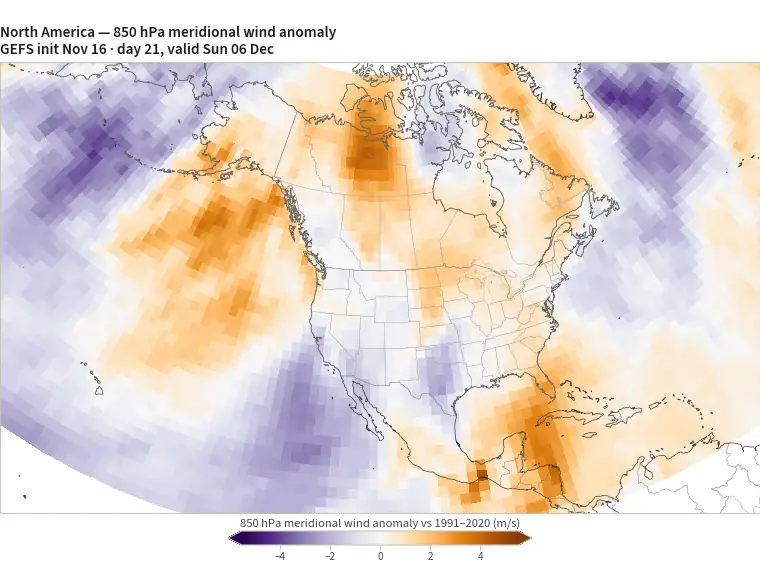 North America — 850 hPa meridional wind anomaly
GEFS init Nov 16 · day 21, valid Sun 06 Dec
850 hPa meridional wind anomaly vs 1991–2020 (m/s)
−4 −2 0 2 4